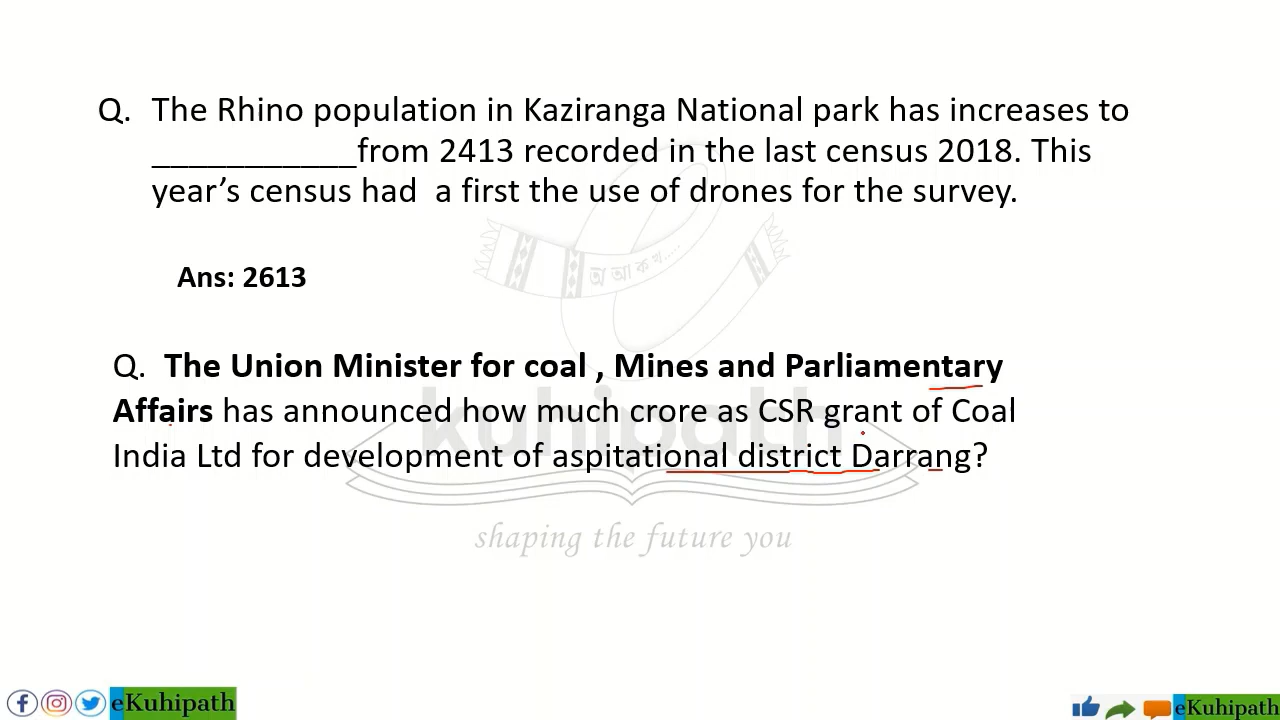 Q. The Rhino population in Kaziranga National park has increases to
____________from 2413 recorded in the last census 2018. This
year’s census had a first the use of drones for the survey.
অ আ ক খ.....
Ans: 2613
Q. The Union Minister for coal , Mines and Parliamentary
Affairs has announced how much crore as CSR grant of Coal
India Ltd for development of aspitational district Darrang?
kuhipath
shaping the future you
eKuhipath
eKuhipath